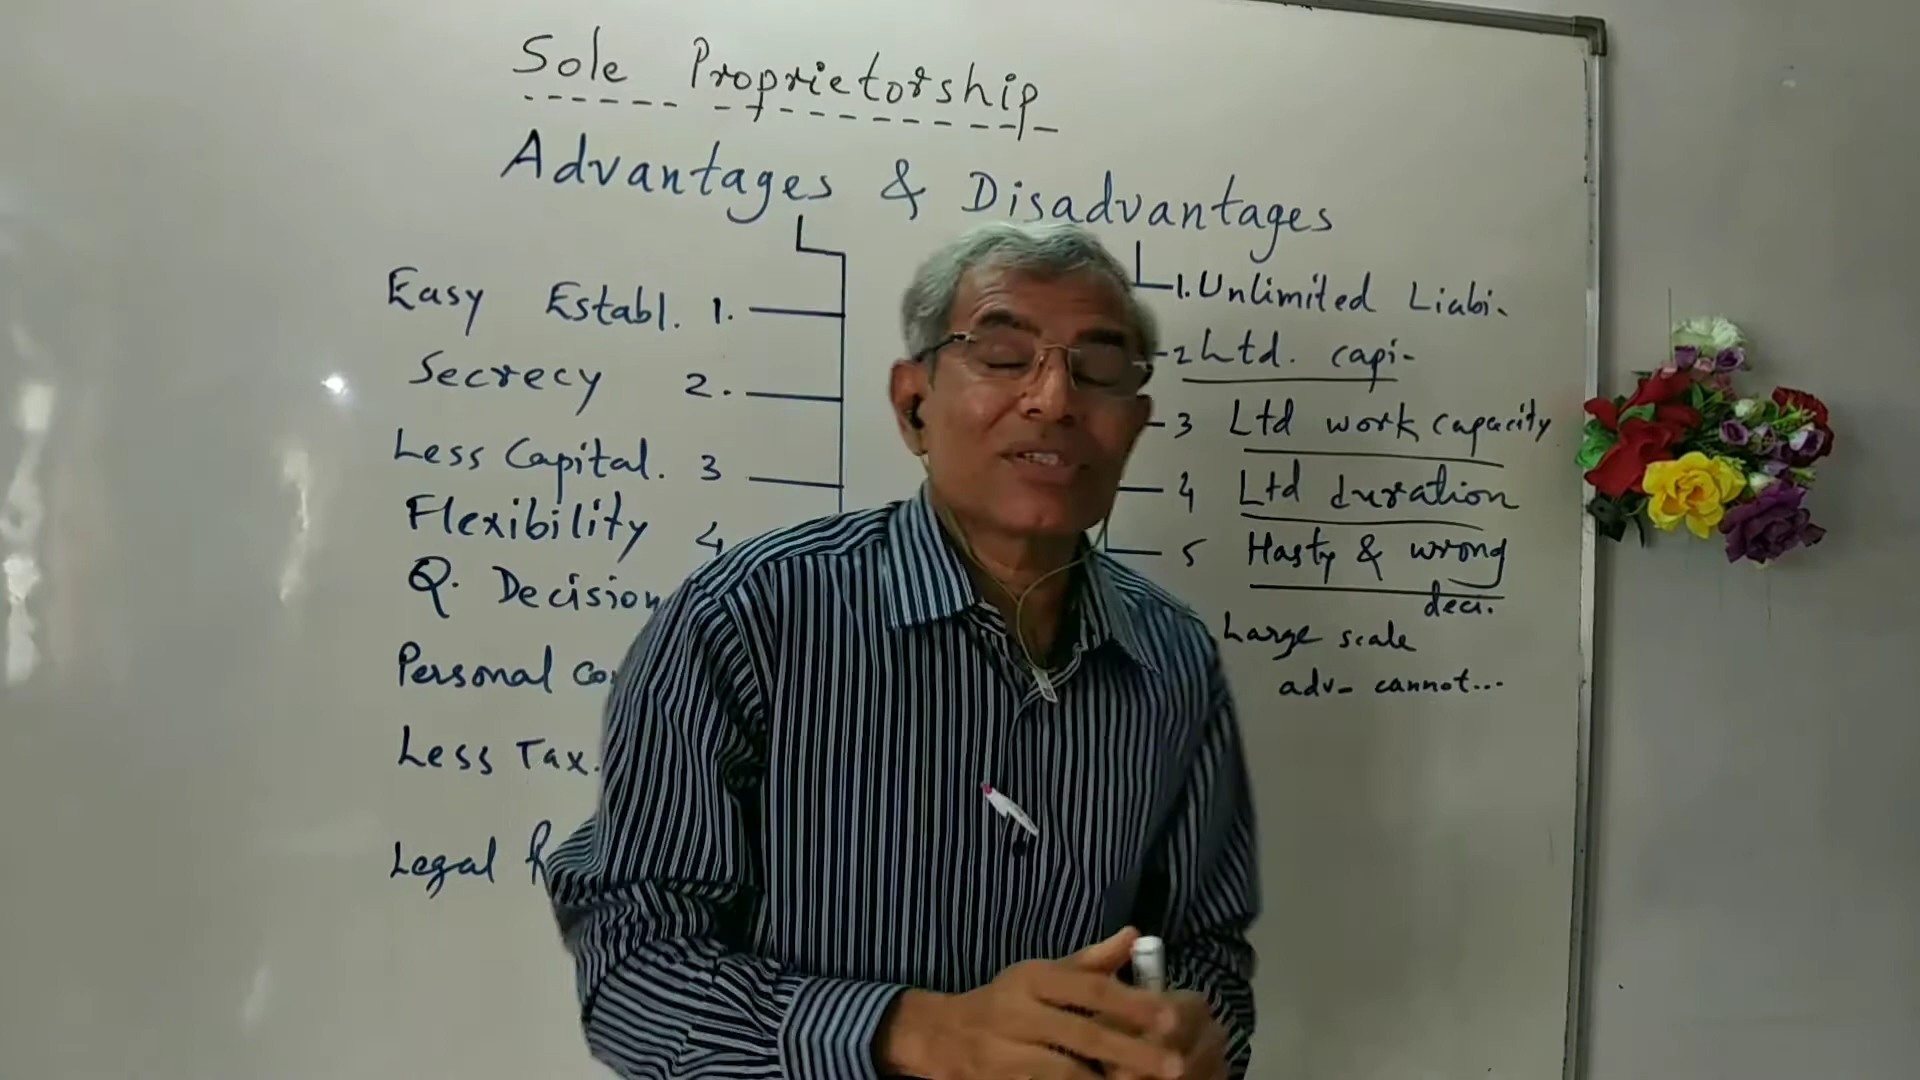 Sole Proprietorship
Advantages & Disadvantages
Easy Establ. 1.
Secrecy 2.
Less Capital. 3
Flexibility 4
Q. Decision
Personal
Less Tax.
Legal
1. Unlimited Liabi.
2 Ltd. capi-
3 Ltd work capacity
4 Ltd duration
5 Hasty & wrong
deci.
Large scale
adv- cannot...